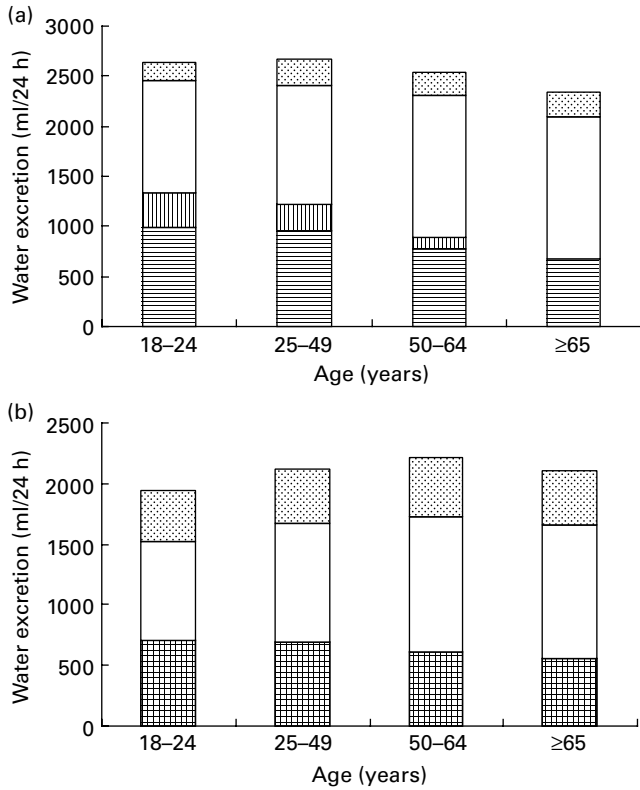 (a)
3000
2500
2000
1500
1000
500
0
Water excretion (ml/24 h)
18–24 25–49 50–64 ≥65
Age (years)
(b)
2500
2000
1500
1000
500
0
Water excretion (ml/24 h)
18–24 25–49 50–64 ≥65
Age (years)